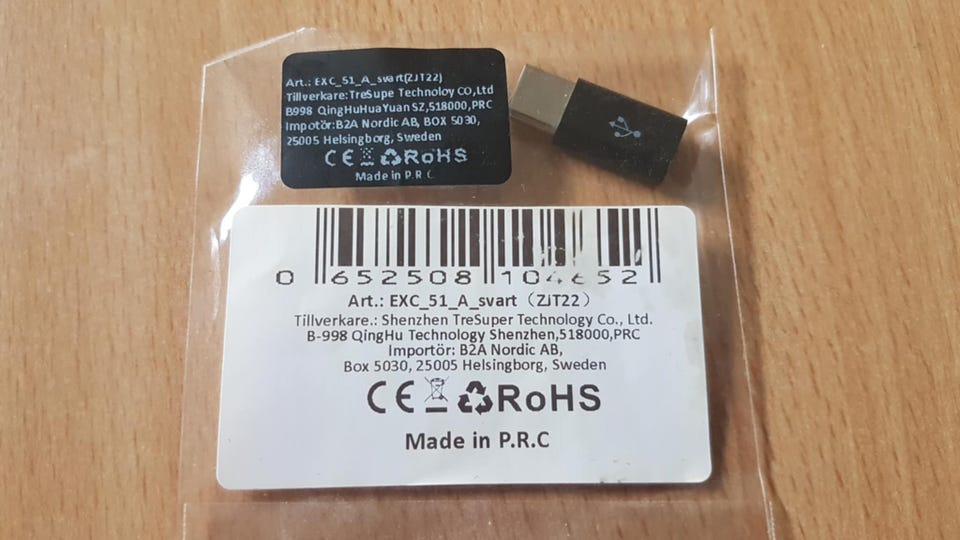 Art.: EXC_51_A_svart(ZJT22)
Tillverkare:TreSupe Technoloy CO,Ltd
B998 QingHuHuaYuan SZ,518000,PRC
Impotör:B2A Nordic AB, BOX 5030,
25005 Helsingborg, Sweden
CE RoHS
Made in P.R.C
0 652508 104652
Art.: EXC_51_A_svart（ZJT22）
Tillverkare.: Shenzhen TreSuper Technology Co., Ltd.
B-998 QingHu Technology Shenzhen,518000,PRC
Importör: B2A Nordic AB,
Box 5030, 25005 Helsingborg, Sweden
CE RoHS
Made in P.R.C